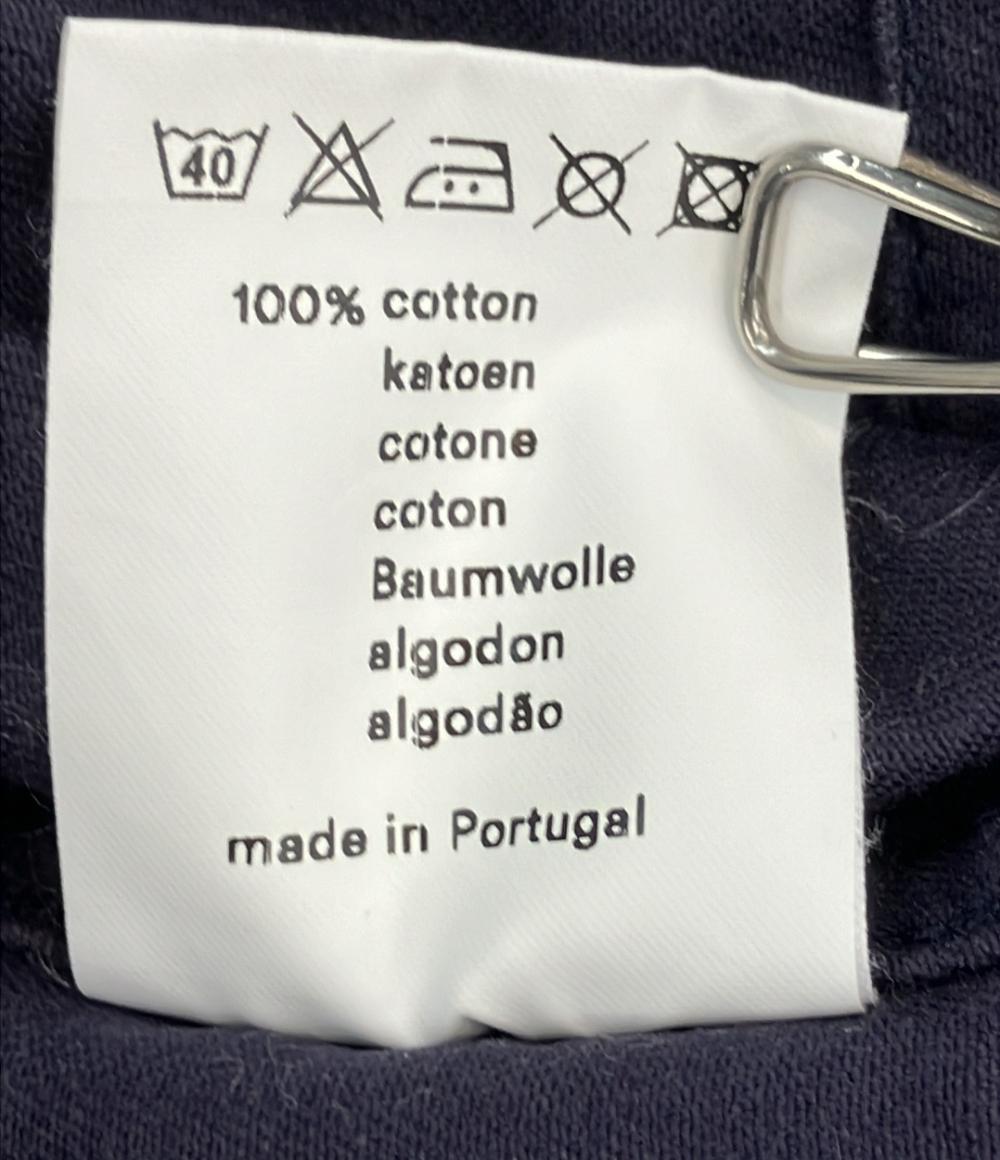 40
100% cotton
katoen
cotone
coton
Baumwolle
algodon
algodão
made in Portugal